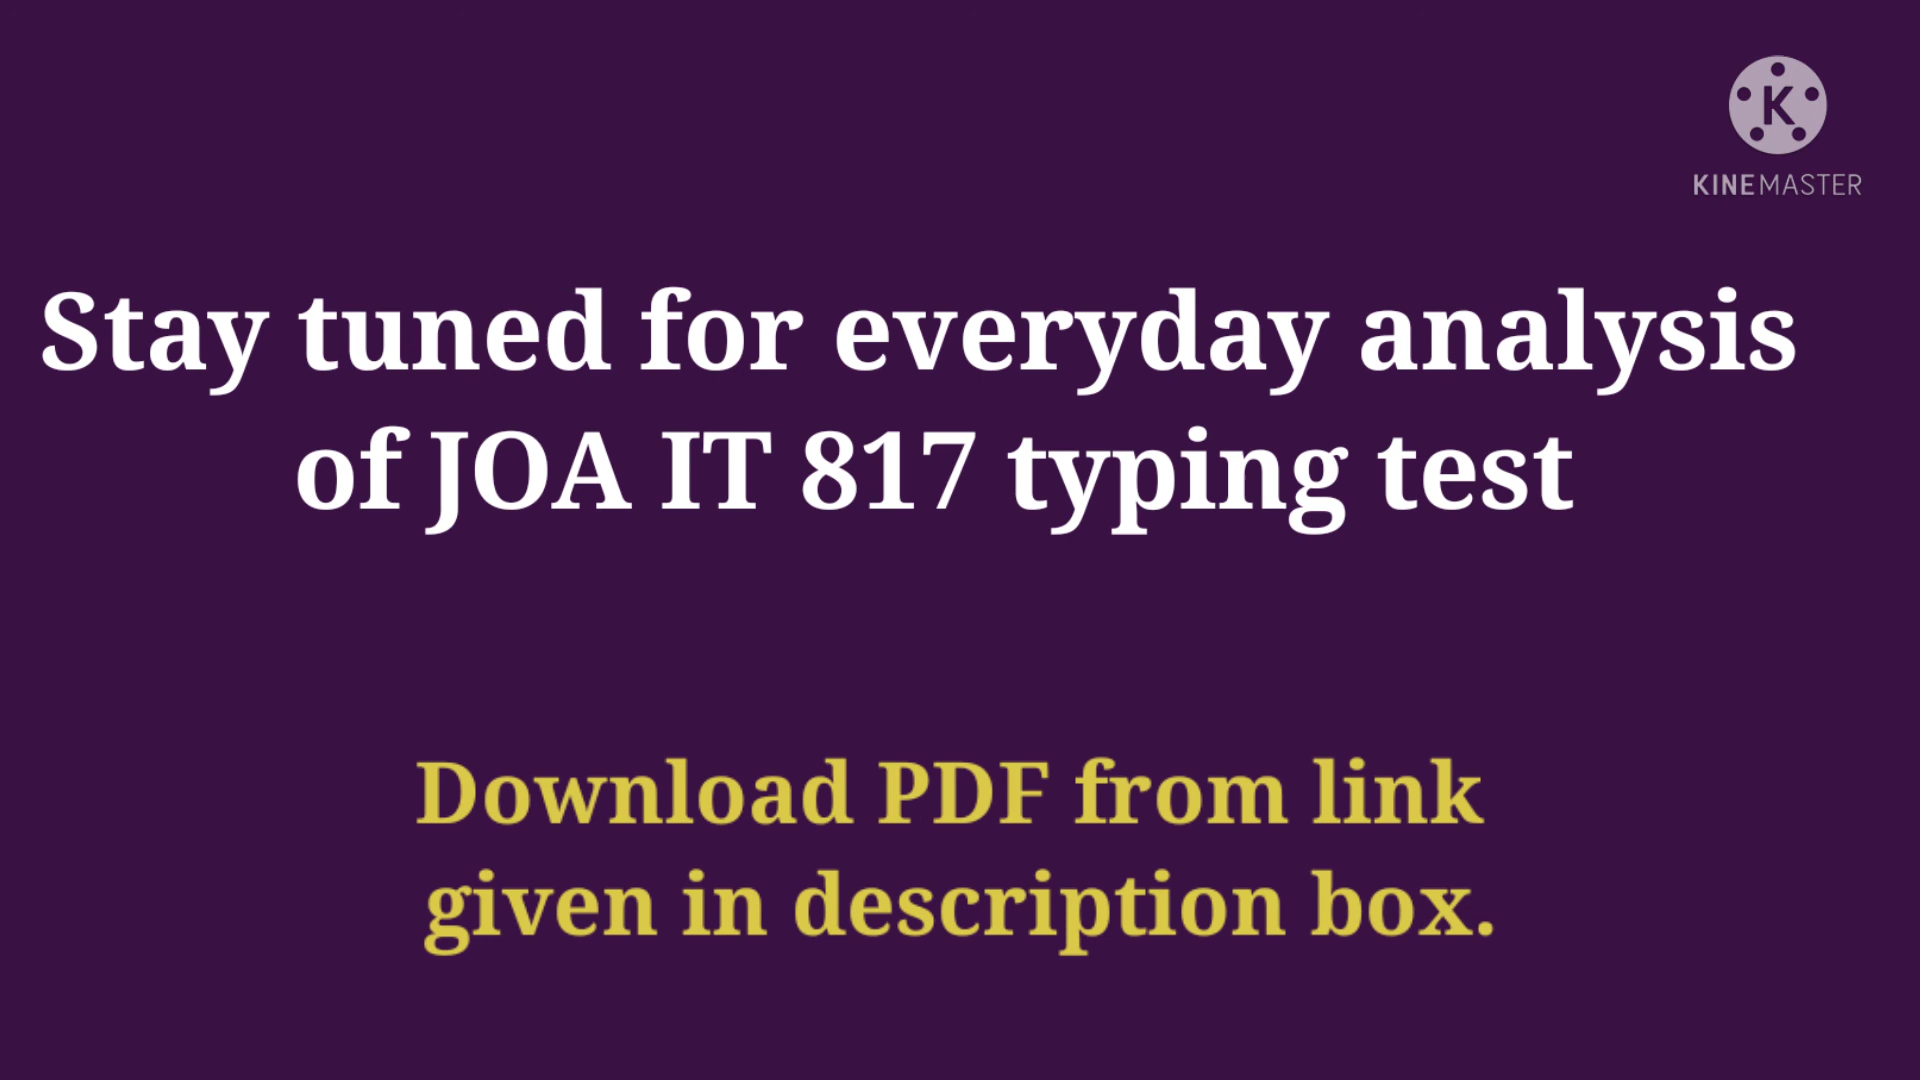 K
KINEMASTER
Stay tuned for everyday analysis
of JOA IT 817 typing test
Download PDF from link
given in description box.